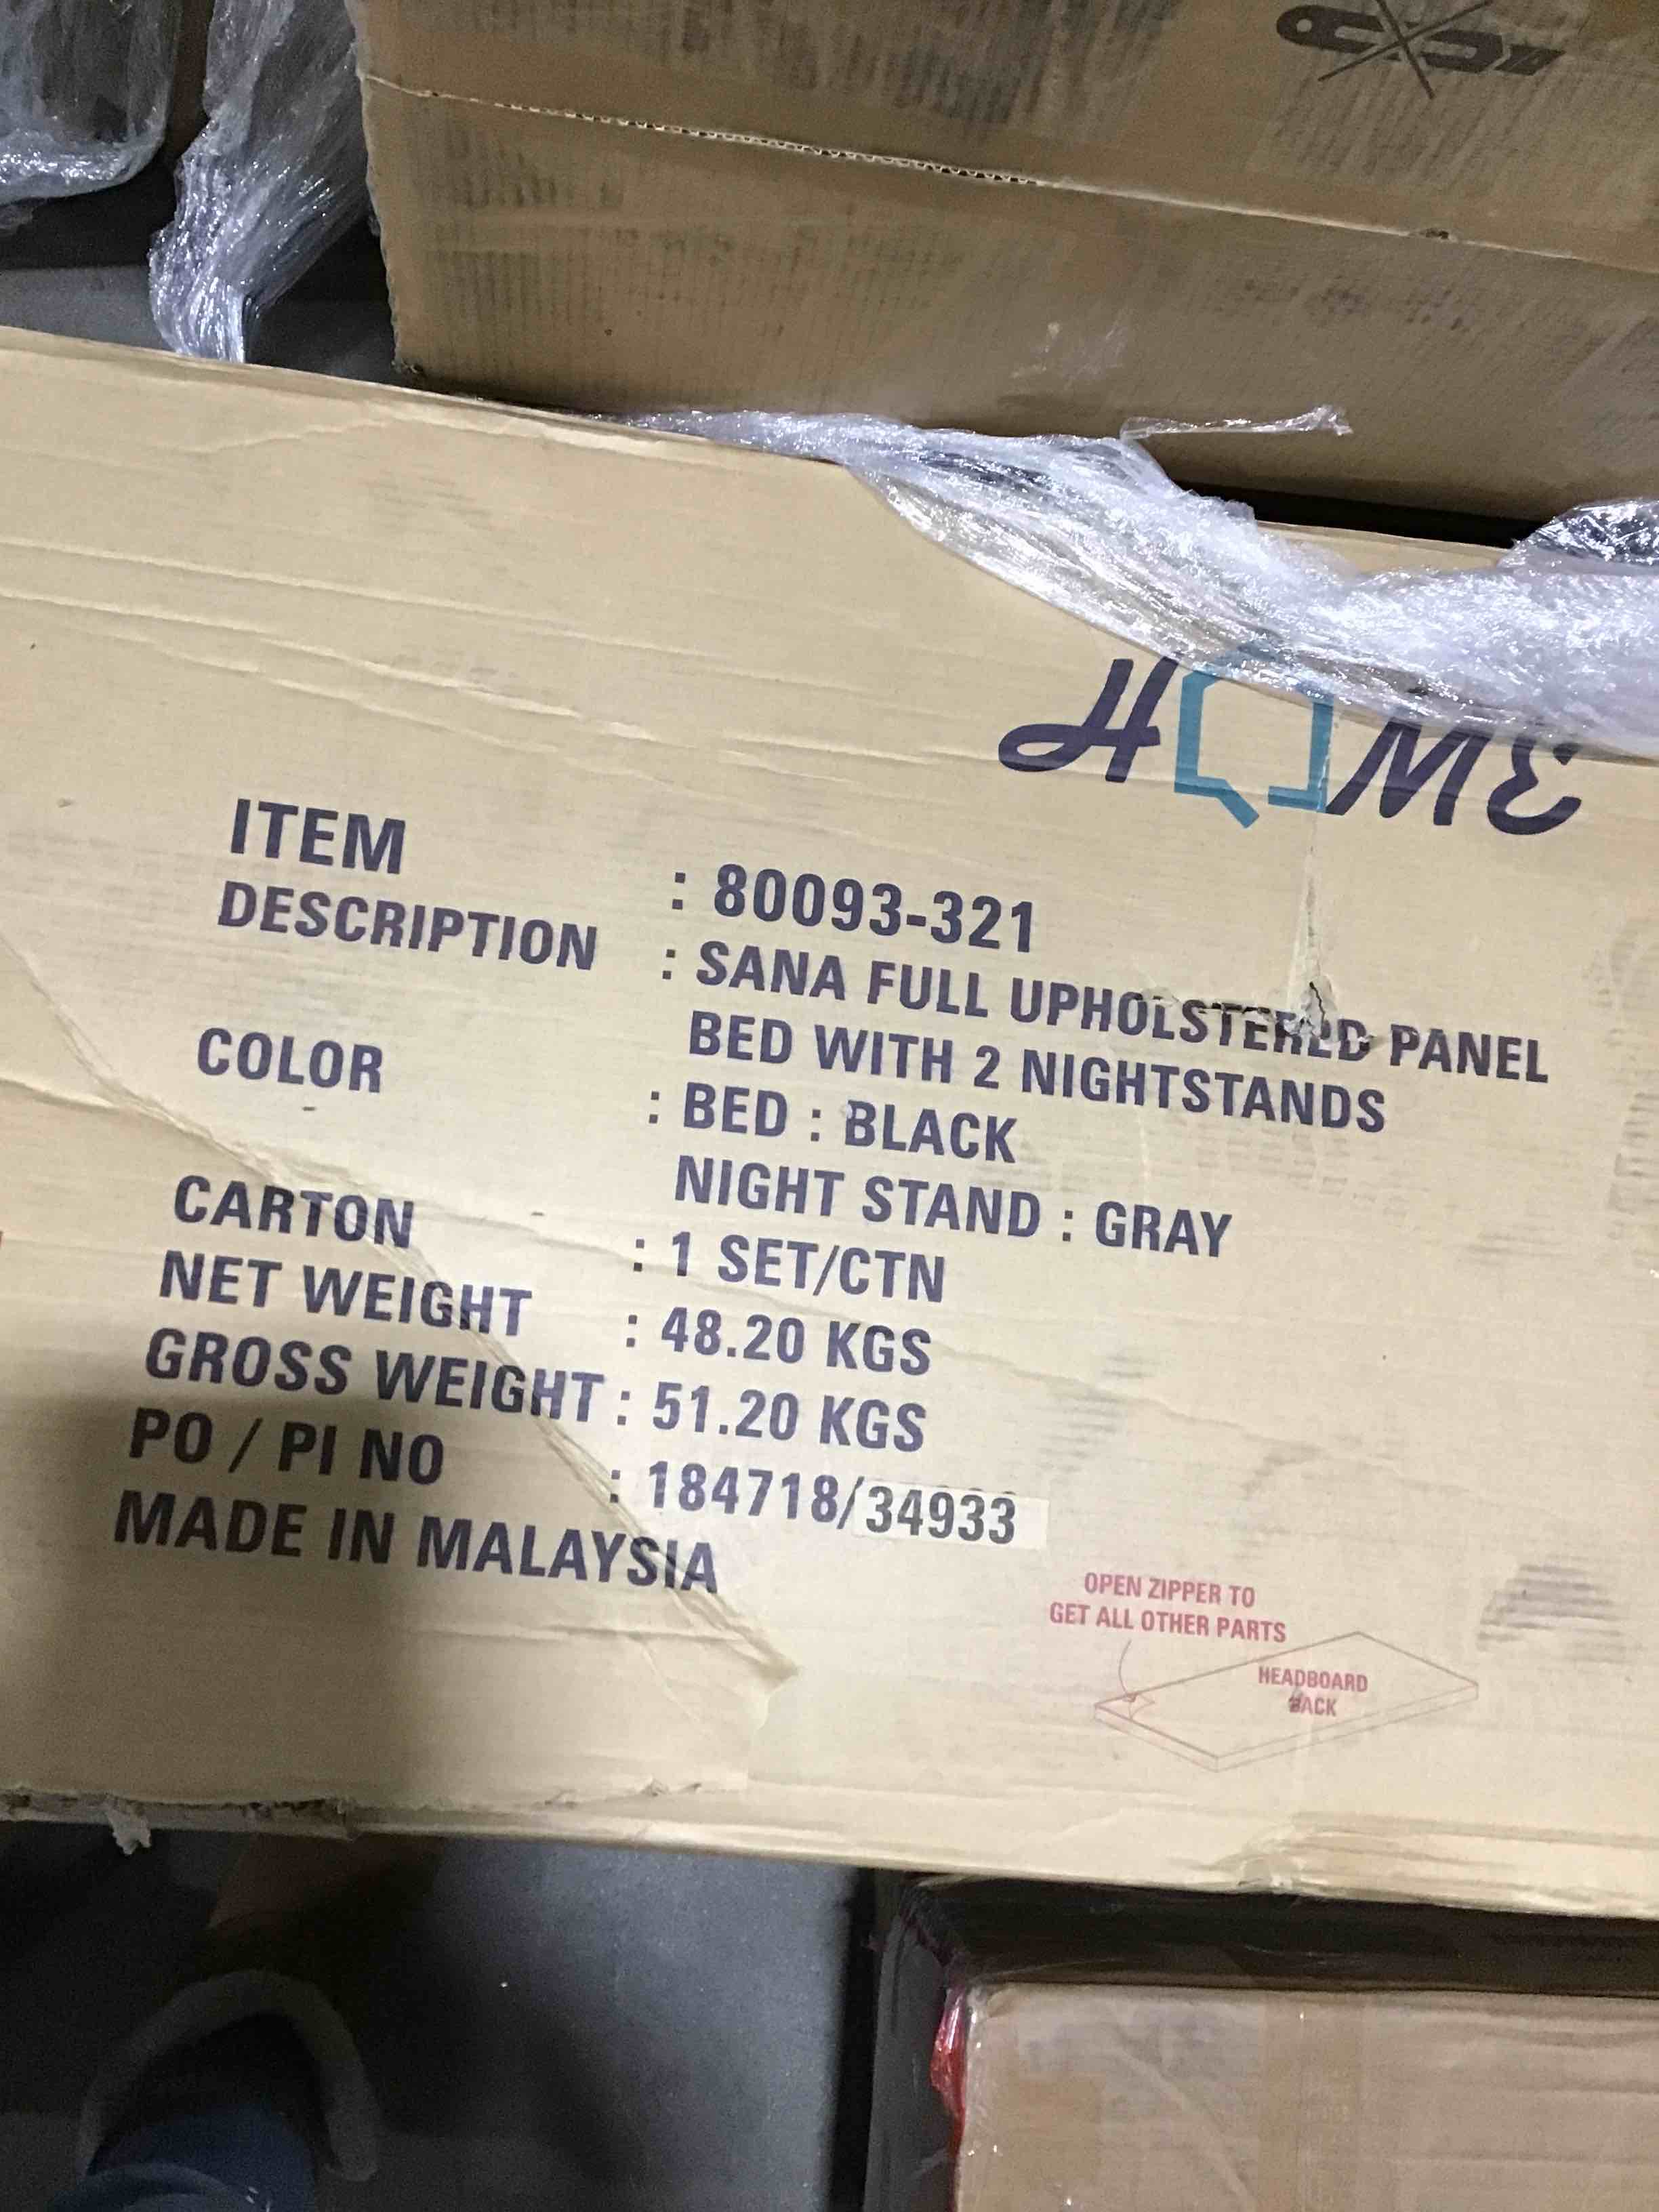 HOME
ITEM : 80093-321
DESCRIPTION : SANA FULL UPHOLSTERED PANEL
BED WITH 2 NIGHTSTANDS
COLOR : BED : BLACK
NIGHT STAND : GRAY
CARTON : 1 SET/CTN
NET WEIGHT : 48.20 KGS
GROSS WEIGHT : 51.20 KGS
PO / PI NO : 184718/34933
MADE IN MALAYSIA
OPEN ZIPPER TO
GET ALL OTHER PARTS
HEADBOARD
BACK